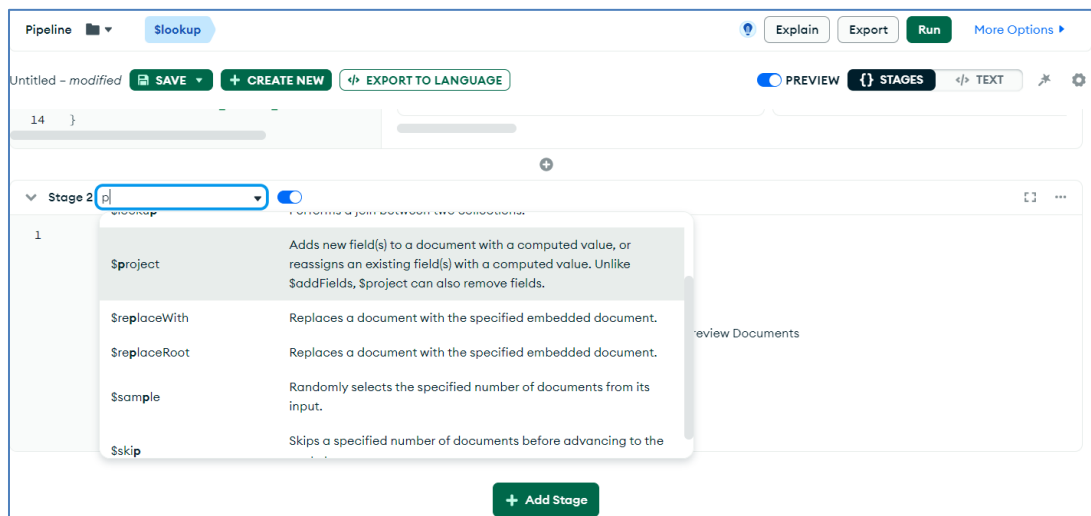 Pipeline $lookup Explain Export Run More Options
Untitled – modified SAVE + CREATE NEW </> EXPORT TO LANGUAGE PREVIEW {} STAGES </> TEXT
14 }
Stage 2 p
$lookup Performs a join between two collections.
1
Adds new field(s) to a document with a computed value, or
$project reassigns an existing field(s) with a computed value. Unlike
$addFields, $project can also remove fields.
$replaceWith Replaces a document with the specified embedded document.
review Documents
$replaceRoot Replaces a document with the specified embedded document.
Randomly selects the specified number of documents from its
$sample
input.
Skips a specified number of documents before advancing to the
$skip
+ Add Stage